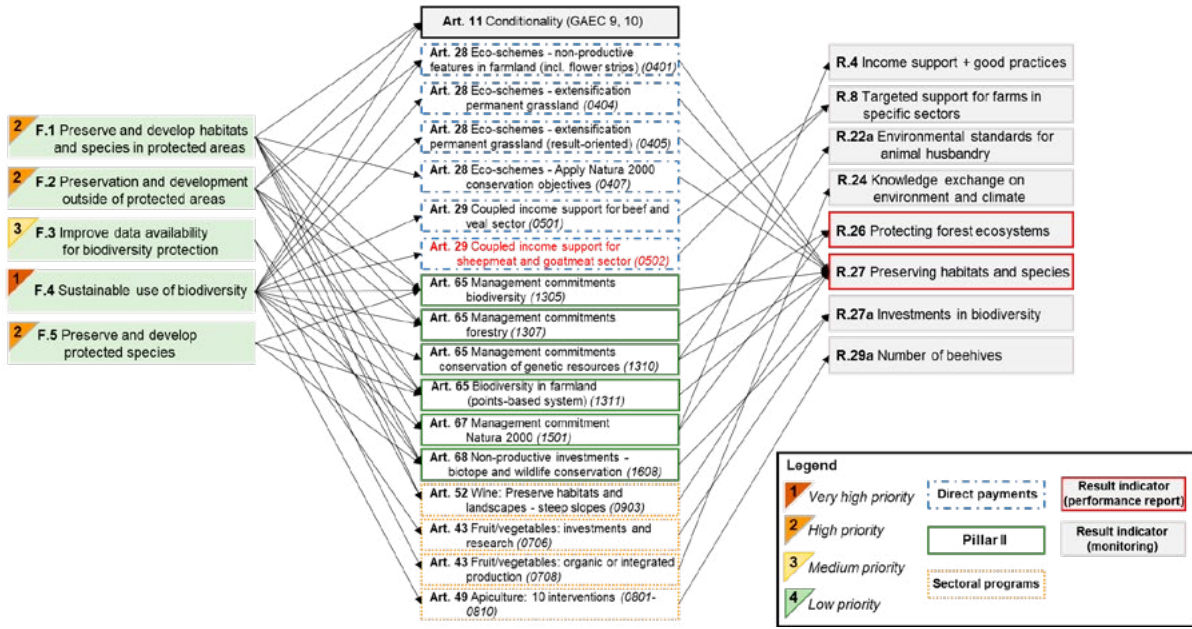 2
F.1 Preserve and develop habitats
and species in protected areas
2
F.2 Preservation and development
outside of protected areas
3
F.3 Improve data availability
for biodiversity protection
1
F.4 Sustainable use of biodiversity
2
F.5 Preserve and develop
protected species
Art. 11 Conditionality (GAEC 9, 10)
Art. 28 Eco-schemes - non-productive
features in farmland (incl. flower strips) (0401)
Art. 28 Eco-schemes - extensification
permanent grassland (0404)
Art. 28 Eco-schemes - extensification
permanent grassland (result-oriented) (0405)
Art. 28 Eco-schemes - Apply Natura 2000
conservation objectives (0407)
Art. 29 Coupled income support for beef and
veal sector (0501)
Art. 29 Coupled income support for
sheepmeat and goatmeat sector (0502)
Art. 65 Management commitments
biodiversity (1305)
Art. 65 Management commitments
forestry (1307)
Art. 65 Management commitments
conservation of genetic resources (1310)
Art. 65 Biodiversity in farmland
(points-based system) (1311)
Art. 67 Management commitment
Natura 2000 (1501)
Art. 68 Non-productive investments -
biotope and wildlife conservation (1608)
Art. 52 Wine: Preserve habitats and
landscapes - steep slopes (0903)
Art. 43 Fruit/vegetables: investments and
research (0706)
Art. 43 Fruit/vegetables: organic or integrated
production (0708)
Art. 49 Apiculture: 10 interventions (0801-
0810)
R.4 Income support + good practices
R.8 Targeted support for farms in
specific sectors
R.22a Environmental standards for
animal husbandry
R.24 Knowledge exchange on
environment and climate
R.26 Protecting forest ecosystems
R.27 Preserving habitats and species
R.27a Investments in biodiversity
R.29a Number of beehives
Legend
1 Very high priority
2 High priority
3 Medium priority
4 Low priority
Direct payments
Pillar II
Sectoral programs
Result indicator
(performance report)
Result indicator
(monitoring)